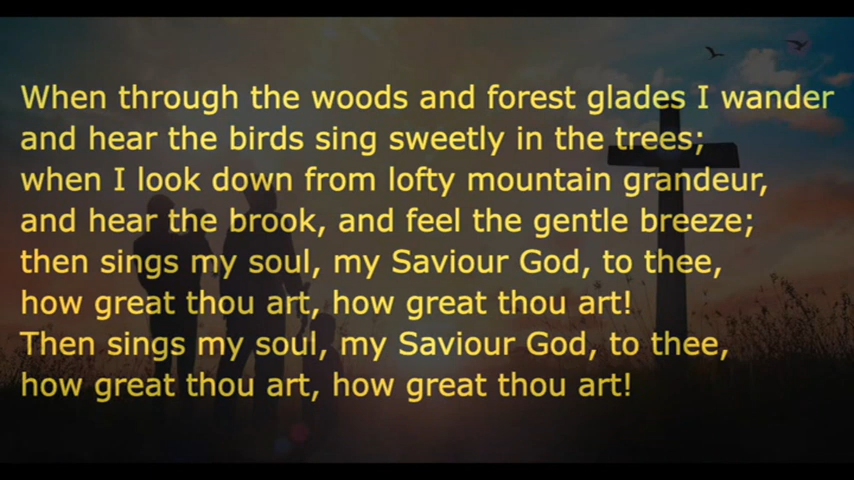 When through the woods and forest glades I wander
and hear the birds sing sweetly in the trees;
when I look down from lofty mountain grandeur,
and hear the brook, and feel the gentle breeze;
then sings my soul, my Saviour God, to thee,
how great thou art, how great thou art!
Then sings my soul, my Saviour God, to thee,
how great thou art, how great thou art!